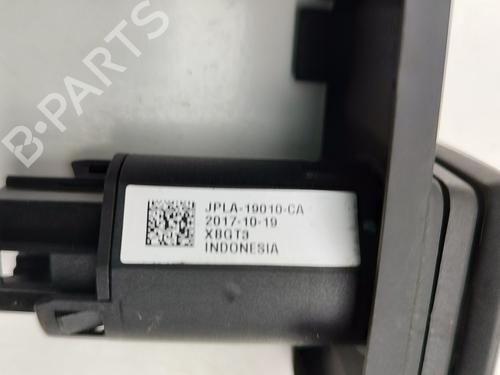 B-PARTS
JPLA-19010-CA
2017-10-19
XBGT3
INDONESIA